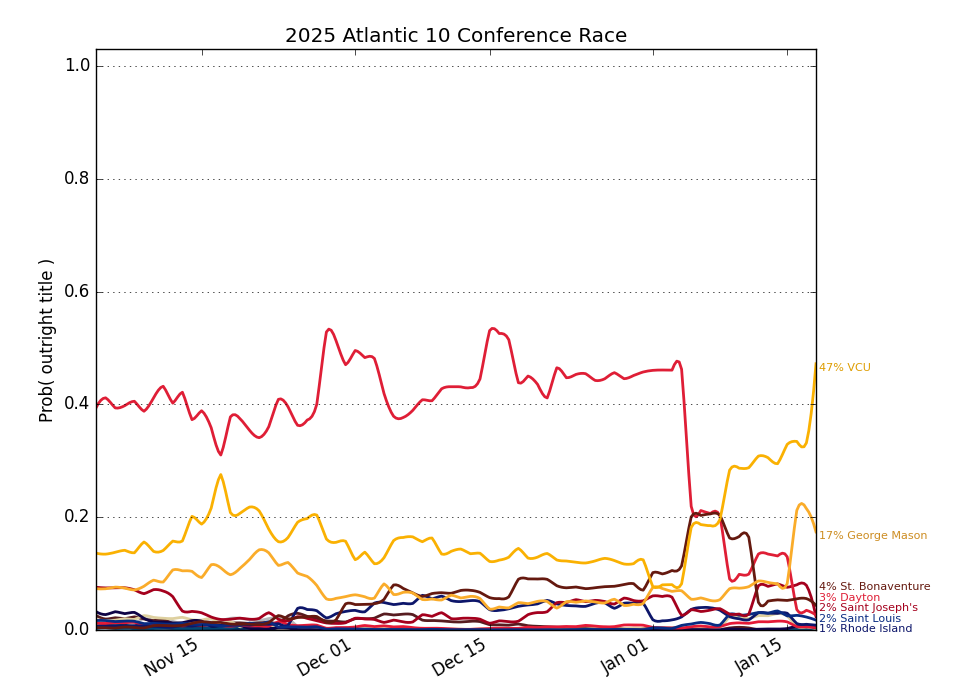 2025 Atlantic 10 Conference Race
Prob( outright title )
1.0
0.8
0.6
0.4
0.2
0.0
47% VCU
17% George Mason
4% St. Bonaventure
3% Dayton
2% Saint Joseph's
2% Saint Louis
1% Rhode Island
Nov 15
Dec 01
Dec 15
Jan 01
Jan 15